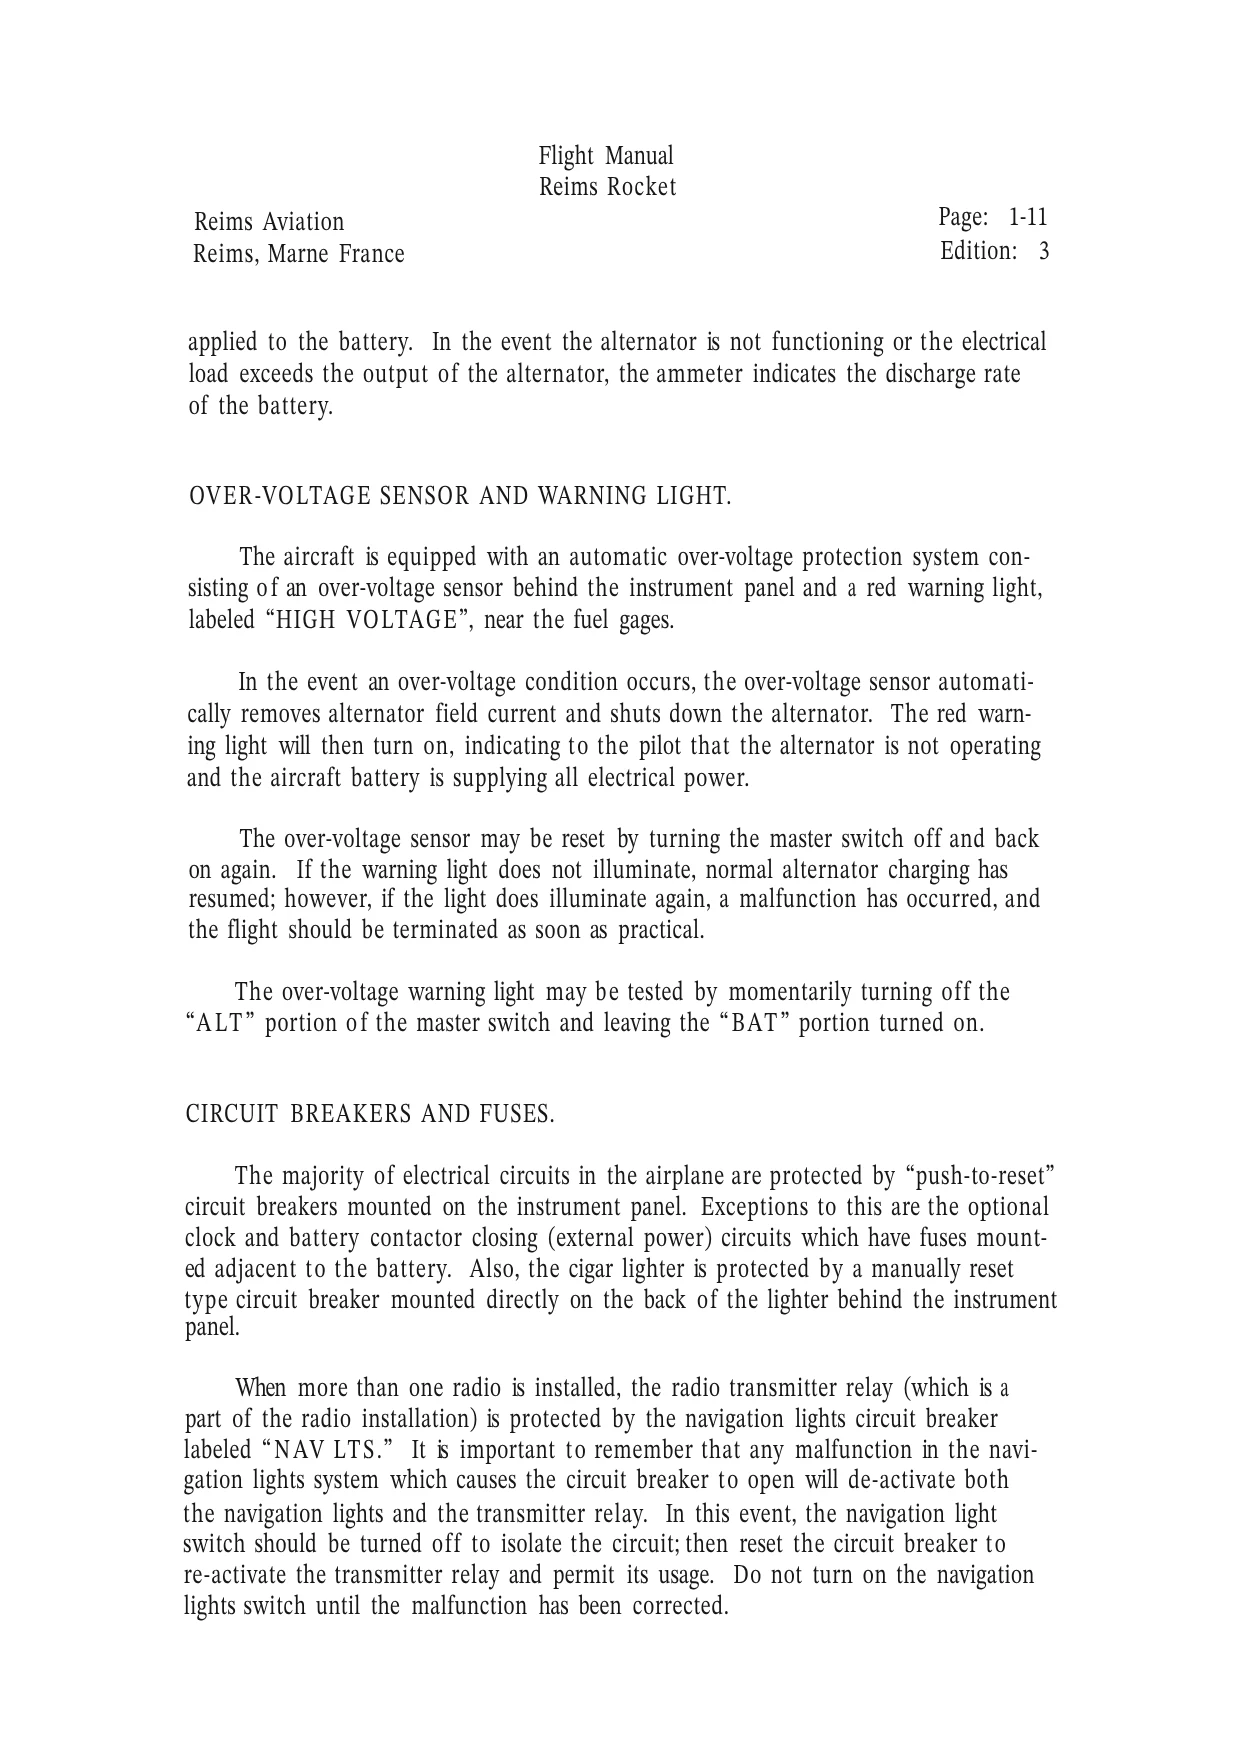 Flight Manual
Reims Rocket
Reims Aviation
Reims, Marne France
Page: 1-11
Edition: 3
applied to the battery. In the event the alternator is not functioning or the electrical
load exceeds the output of the alternator, the ammeter indicates the discharge rate
of the battery.
OVER-VOLTAGE SENSOR AND WARNING LIGHT.
The aircraft is equipped with an automatic over-voltage protection system con-
sisting of an over-voltage sensor behind the instrument panel and a red warning light,
labeled “HIGH VOLTAGE”, near the fuel gages.
In the event an over-voltage condition occurs, the over-voltage sensor automati-
cally removes alternator field current and shuts down the alternator. The red warn-
ing light will then turn on, indicating to the pilot that the alternator is not operating
and the aircraft battery is supplying all electrical power.
The over-voltage sensor may be reset by turning the master switch off and back
on again. If the warning light does not illuminate, normal alternator charging has
resumed; however, if the light does illuminate again, a malfunction has occurred, and
the flight should be terminated as soon as practical.
The over-voltage warning light may be tested by momentarily turning off the
“ALT” portion of the master switch and leaving the “BAT” portion turned on.
CIRCUIT BREAKERS AND FUSES.
The majority of electrical circuits in the airplane are protected by “push-to-reset”
circuit breakers mounted on the instrument panel. Exceptions to this are the optional
clock and battery contactor closing (external power) circuits which have fuses mount-
ed adjacent to the battery. Also, the cigar lighter is protected by a manually reset
type circuit breaker mounted directly on the back of the lighter behind the instrument
panel.
When more than one radio is installed, the radio transmitter relay (which is a
part of the radio installation) is protected by the navigation lights circuit breaker
labeled “NAV LTS.” It is important to remember that any malfunction in the navi-
gation lights system which causes the circuit breaker to open will de-activate both
the navigation lights and the transmitter relay. In this event, the navigation light
switch should be turned off to isolate the circuit; then reset the circuit breaker to
re-activate the transmitter relay and permit its usage. Do not turn on the navigation
lights switch until the malfunction has been corrected.